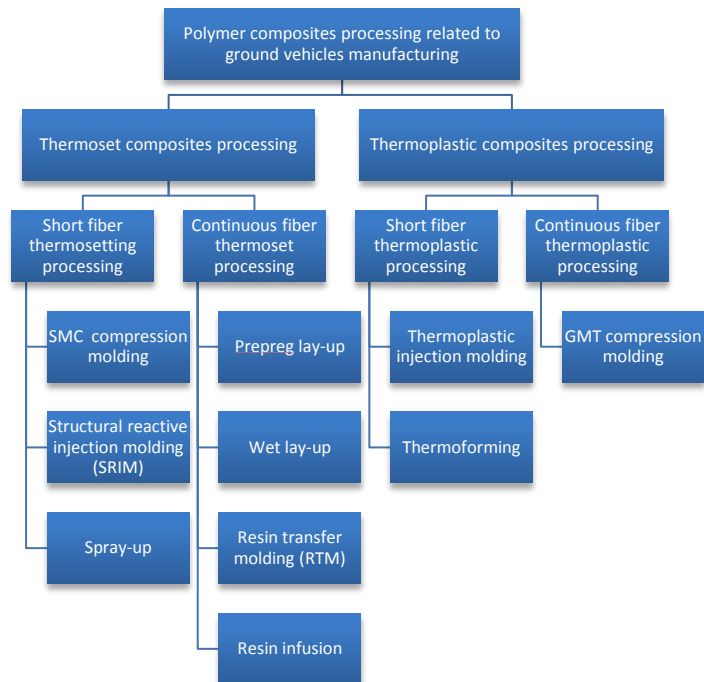 Polymer composites processing related to
ground vehicles manufacturing
Thermoset composites processing
Thermoplastic composites processing
Short fiber
thermosetting
processing
Continuous fiber
thermoset
processing
Short fiber
thermoplastic
processing
Continuous fiber
thermoplastic
processing
SMC compression
molding
Prepreg lay-up
Thermoplastic
injection molding
GMT compression
molding
Structural reactive
injection molding
(SRIM)
Wet lay-up
Thermoforming
Spray-up
Resin transfer
molding (RTM)
Resin infusion